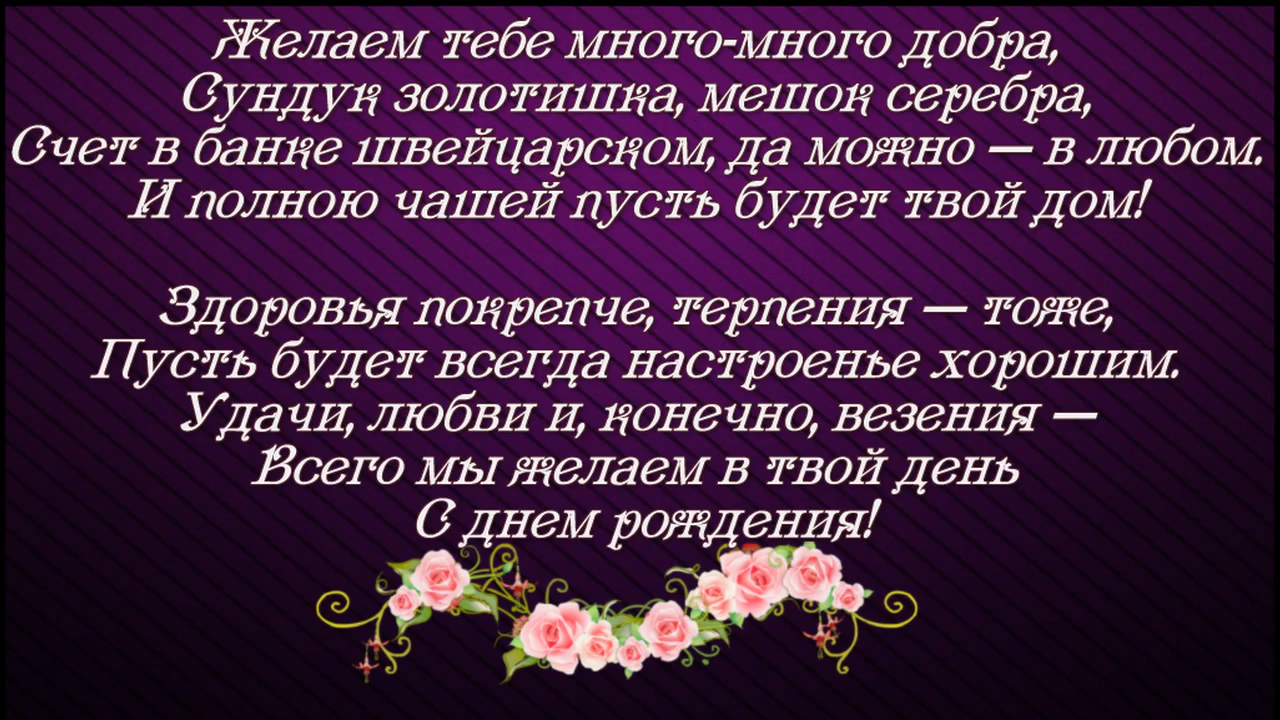 Желаем тебе много-много добра,
Сундук золотишка, мешок серебра,
Счет в банке швейцарском, да можно — в любом.
И полною чашей пусть будет твой дом!
Здоровья покрепче, терпения — тоже,
Пусть будет всегда настроенье хорошим.
Удачи, любви и, конечно, везения —
Всего мы желаем в твой день
С днем рождения!